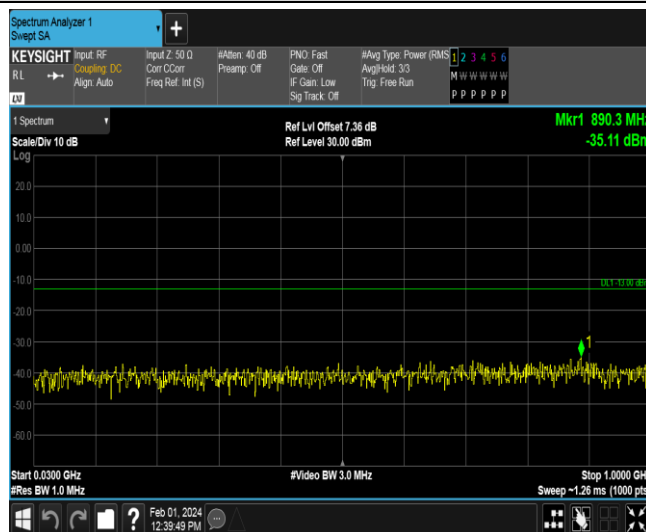 Spectrum Analyzer 1
Swept SA
+
KEYSIGHT
RL
LXI
Input: RF
Coupling: DC
Align: Auto
Input Z: 50 Ω
Corr CCorr
Freq Ref: Int (S)
#Atten: 40 dB
Preamp: Off
PNO: Fast
Gate: Off
IF Gain: Low
Sig Track: Off
#Avg Type: Power (RMS
Avg|Hold: 3/3
Trig: Free Run
1 2 3 4 5 6
M W W W W W
P P P P P P
1 Spectrum
Scale/Div 10 dB
Log
Ref Lvl Offset 7.36 dB
Ref Level 30.00 dBm
Mkr1 890.3 MHz
-35.11 dBm
20.0
10.0
0.00
-10.0
DL1 -13.00 dBm
-20.0
-30.0
1
-40.0
-50.0
-60.0
Start 0.0300 GHz
#Res BW 1.0 MHz
#Video BW 3.0 MHz
Stop 1.0000 GH
Sweep ~1.26 ms (1000 pts
?
Feb 01, 2024
12:39:49 PM